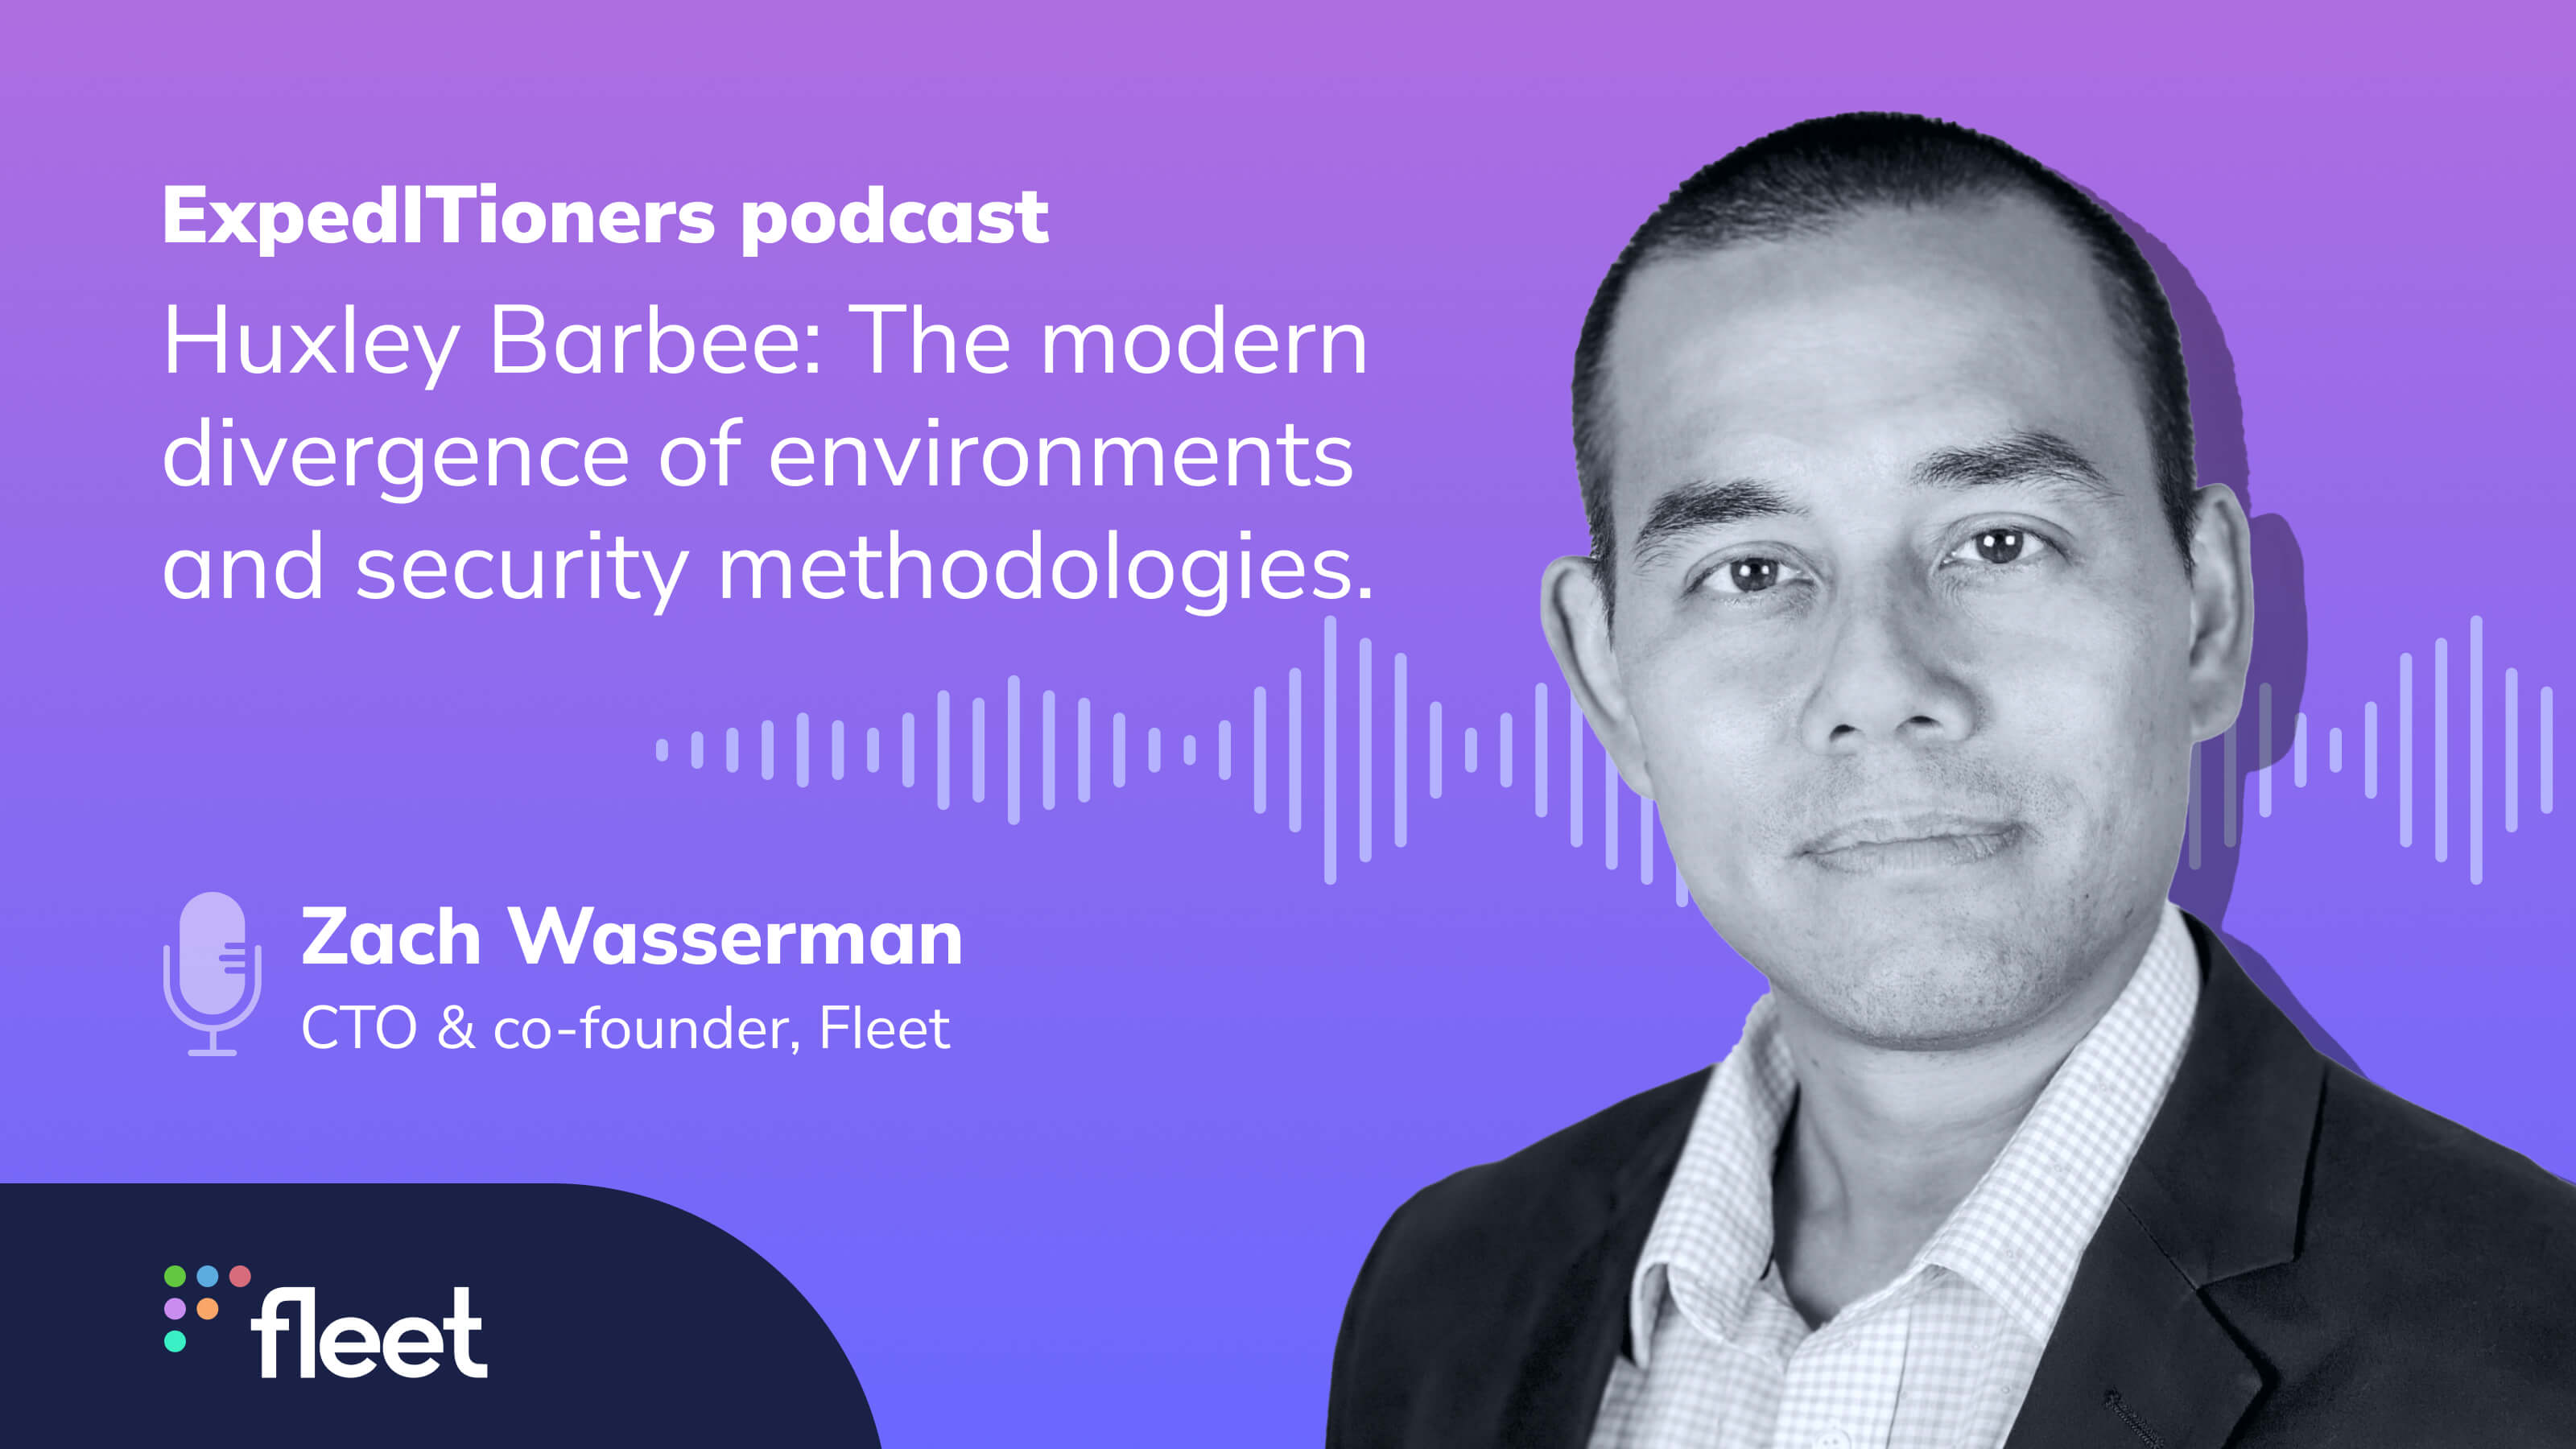 ExpedITioners podcast
Huxley Barbee: The modern
divergence of environments
and security methodologies.
Zach Wasserman
CTO & co-founder, Fleet
fleet